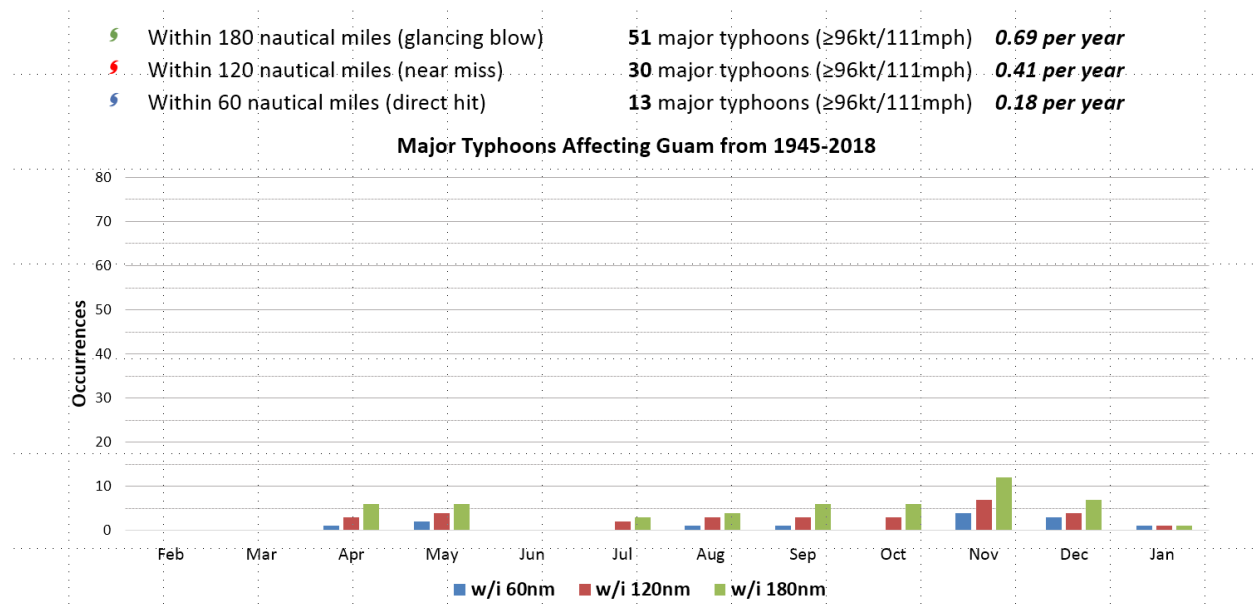 Within 180 nautical miles (glancing blow) 51 major typhoons (≥96kt/111mph) 0.69 per year
Within 120 nautical miles (near miss) 30 major typhoons (≥96kt/111mph) 0.41 per year
Within 60 nautical miles (direct hit) 13 major typhoons (≥96kt/111mph) 0.18 per year
Major Typhoons Affecting Guam from 1945-2018
Occurrences
80
70
60
50
40
30
20
10
0
Feb Mar Apr May Jun Jul Aug Sep Oct Nov Dec Jan
w/i 60nm w/i 120nm w/i 180nm